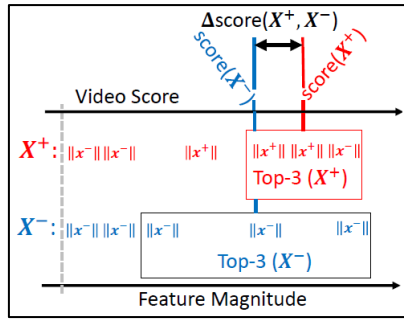 Δscore(X⁺, X⁻)
score(X⁻)
score(X⁺)
Video Score
X⁺: ‖x⁻‖ ‖x⁻‖ ‖x⁺‖ ‖x⁺‖ ‖x⁺‖ ‖x⁻‖
Top-3 (X⁺)
X⁻: ‖x⁻‖ ‖x⁻‖ ‖x⁻‖ ‖x⁻‖ ‖x⁻‖
Top-3 (X⁻)
Feature Magnitude